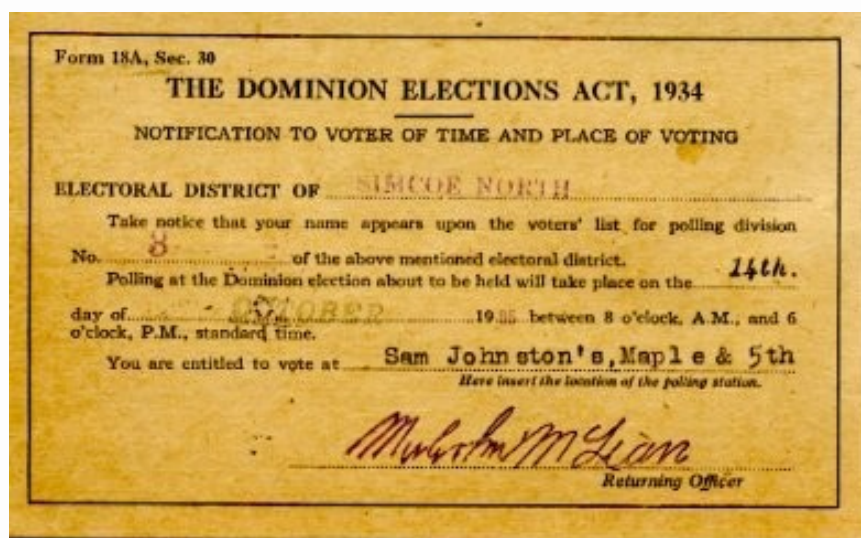 Form 18A, Sec. 30
THE DOMINION ELECTIONS ACT, 1934
NOTIFICATION TO VOTER OF TIME AND PLACE OF VOTING
ELECTORAL DISTRICT OF SIMCOE NORTH
Take notice that your name appears upon the voters' list for polling division
No. 8 of the above mentioned electoral district.
Polling at the Dominion election about to be held will take place on the 14th.
day of OCTOBER 1935 between 8 o'clock, A.M., and 6
o'clock, P.M., standard time.
You are entitled to vote at Sam Johnston's, Maple & 5th
Here insert the location of the polling station.
Malcolm McLean
Returning Officer